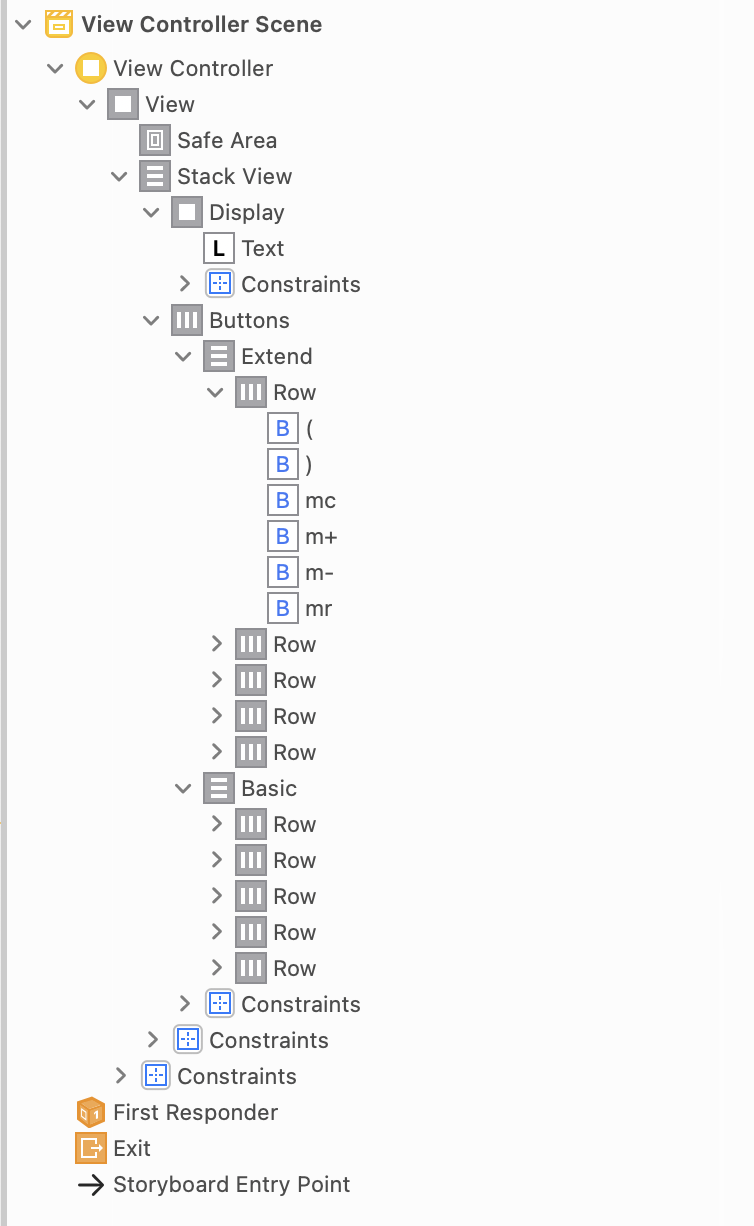 View Controller Scene
View Controller
View
Safe Area
Stack View
Display
L Text
Constraints
Buttons
Extend
Row
B (
B )
B mc
B m+
B m-
B mr
Row
Row
Row
Row
Basic
Row
Row
Row
Row
Row
Constraints
Constraints
Constraints
1 First Responder
Exit
Storyboard Entry Point